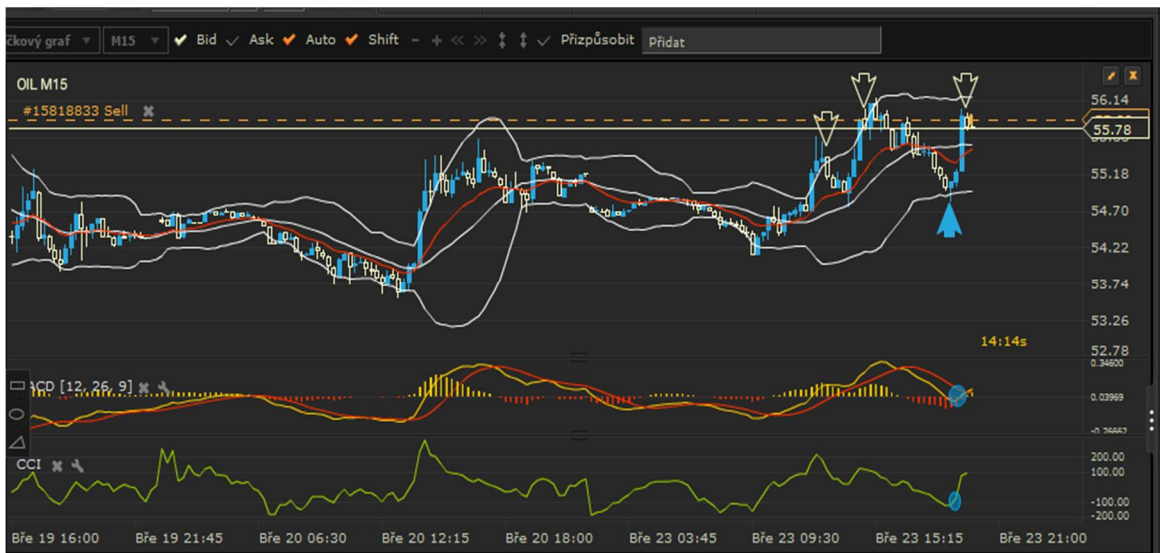 čkový graf M15 Bid Ask Auto Shift Přizpůsobit Přidat
OIL M15
#15818833 Sell
56.14
55.78
55.18
54.70
54.22
53.74
53.26
52.78
14:14s
ACD [12, 26, 9]
0.34600
0.03969
-0.26667
CCI
200.00
100.00
-100.00
-200.00
Bře 19 16:00 Bře 19 21:45 Bře 20 06:30 Bře 20 12:15 Bře 20 18:00 Bře 23 03:45 Bře 23 09:30 Bře 23 15:15 Bře 23 21:00